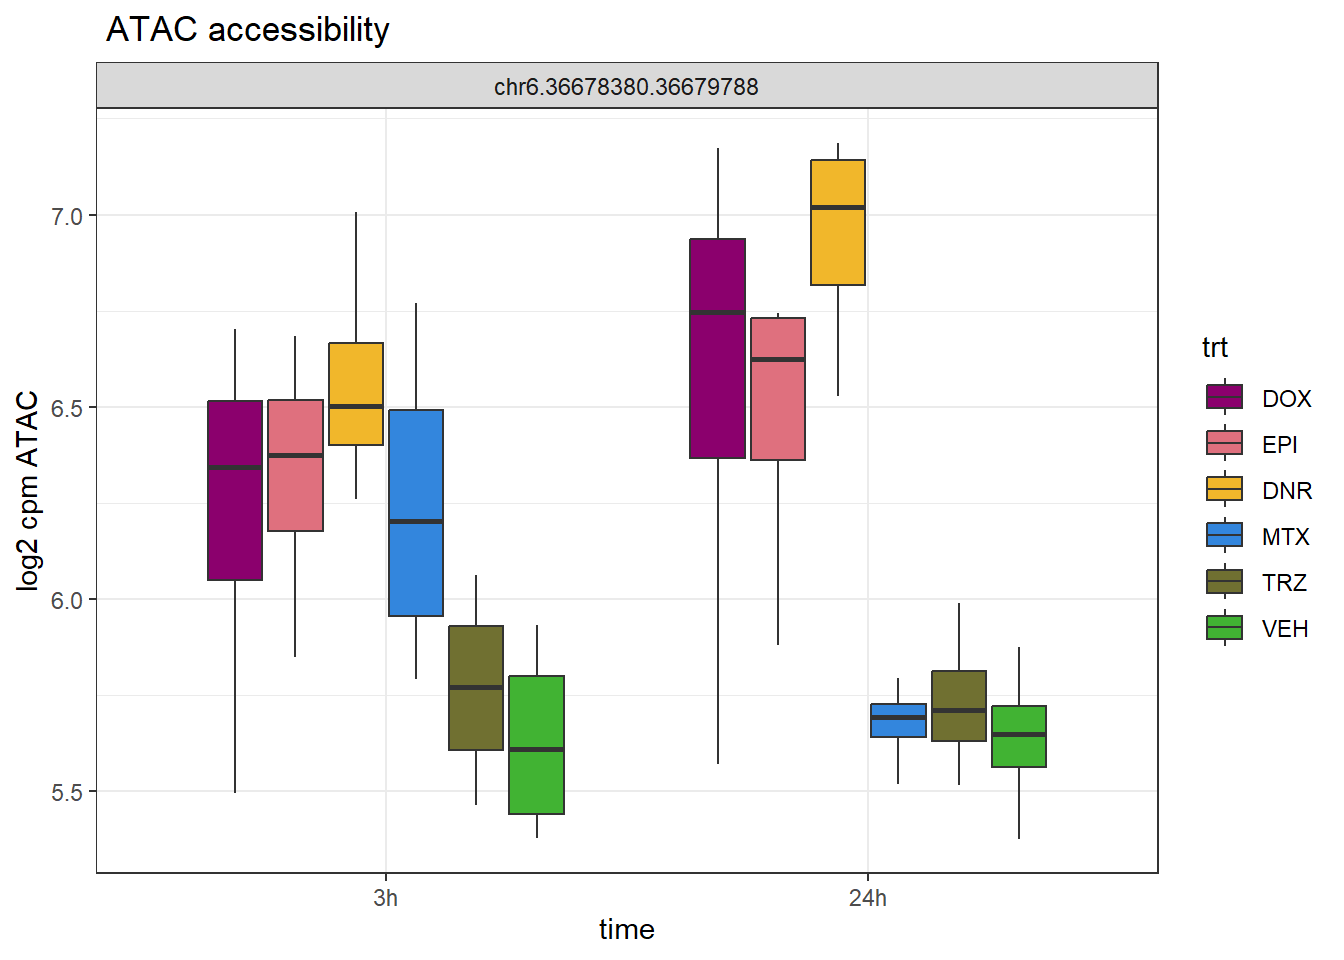 ATAC accessibility
chr6.36678380.36679788
log2 cpm ATAC
7.0
6.5
6.0
5.5
3h
24h
time
trt
DOX
EPI
DNR
MTX
TRZ
VEH